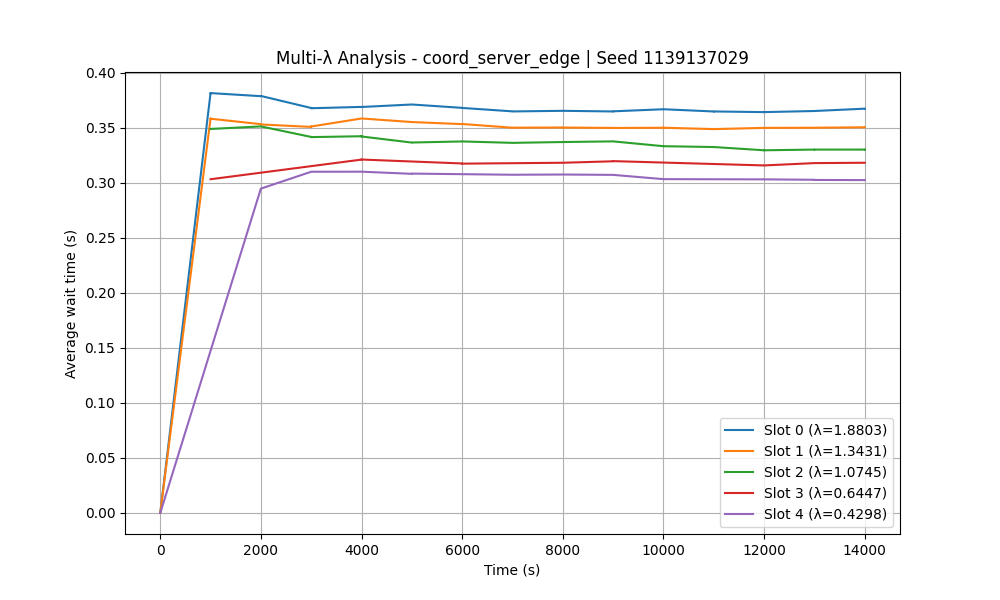 Multi-λ Analysis - coord_server_edge | Seed 1139137029
Average wait time (s)
0.40
0.35
0.30
0.25
0.20
0.15
0.10
0.05
0.00
Slot 0 (λ=1.8803)
Slot 1 (λ=1.3431)
Slot 2 (λ=1.0745)
Slot 3 (λ=0.6447)
Slot 4 (λ=0.4298)
0 2000 4000 6000 8000 10000 12000 14000
Time (s)